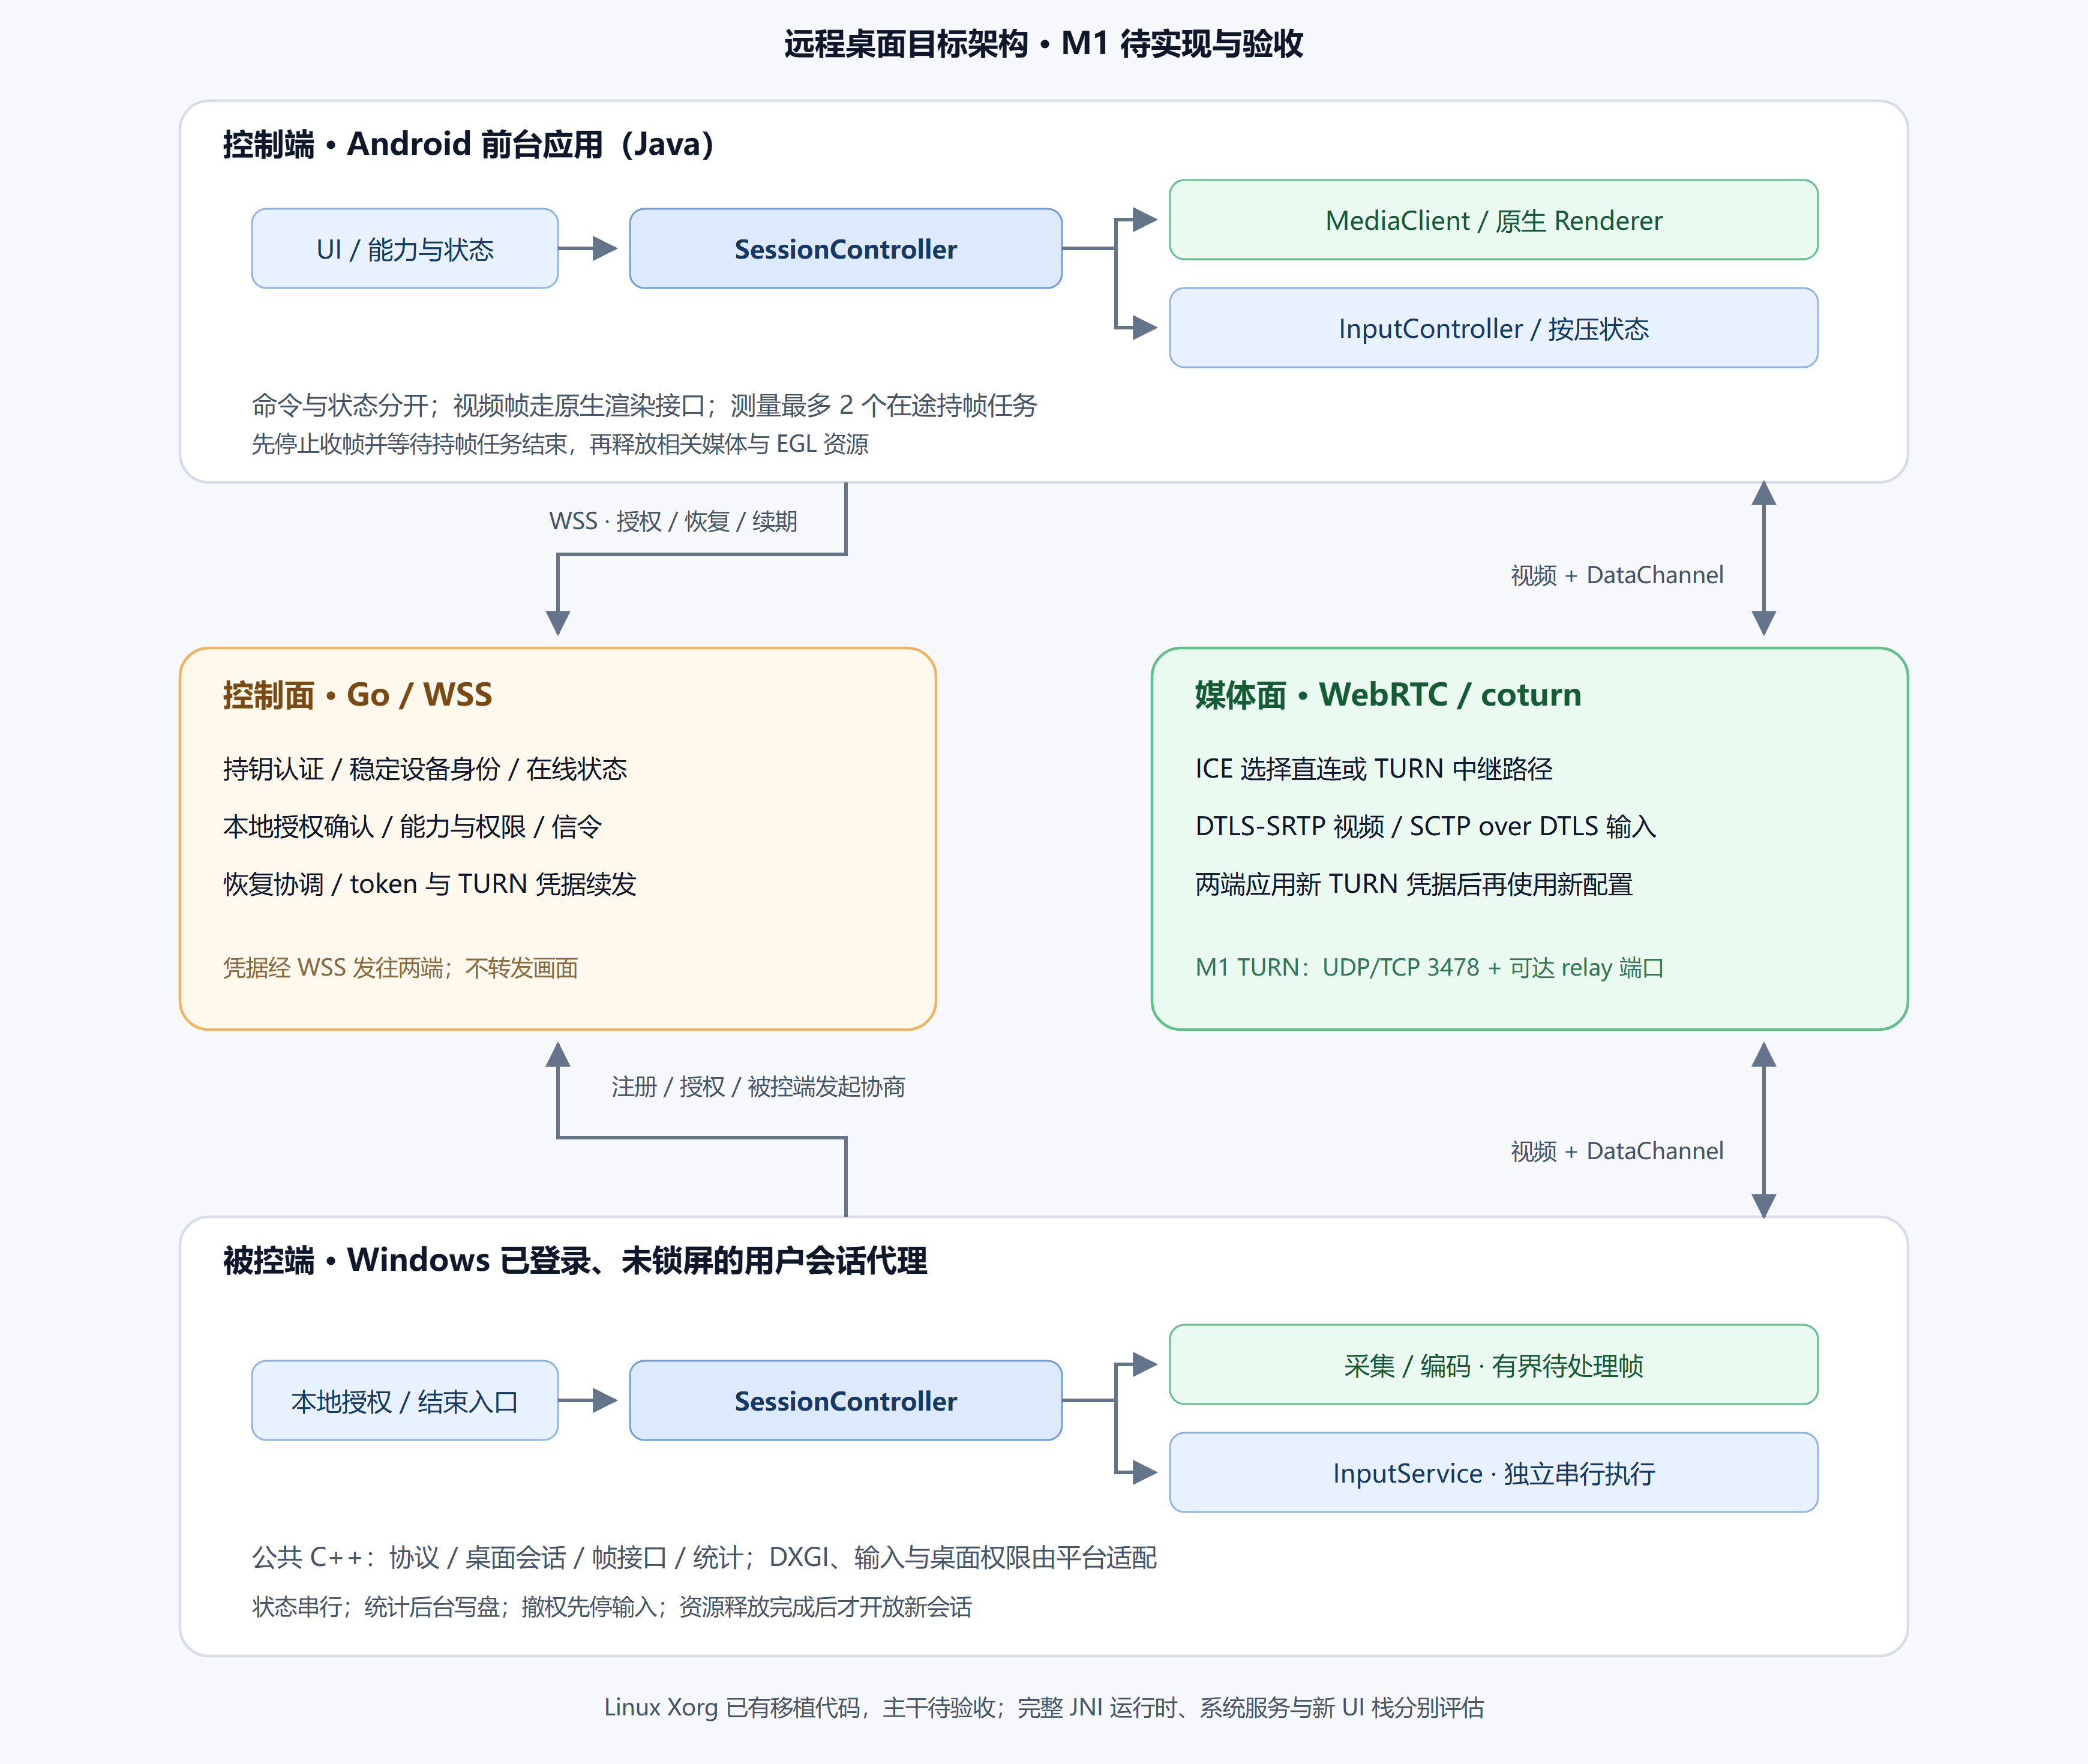 远程桌面目标架构 • M1 待实现与验收
控制端 • Android 前台应用（Java）
UI / 能力与状态
SessionController
MediaClient / 原生 Renderer
InputController / 按压状态
命令与状态分开；视频帧走原生渲染接口；测量最多 2 个在途持帧任务
先停止收帧并等待持帧任务结束，再释放相关媒体与 EGL 资源
WSS · 授权 / 恢复 / 续期
视频 + DataChannel
控制面 • Go / WSS
持钥认证 / 稳定设备身份 / 在线状态
本地授权确认 / 能力与权限 / 信令
恢复协调 / token 与 TURN 凭据续发
凭据经 WSS 发往两端；不转发画面
媒体面 • WebRTC / coturn
ICE 选择直连或 TURN 中继路径
DTLS-SRTP 视频 / SCTP over DTLS 输入
两端应用新 TURN 凭据后再使用新配置
M1 TURN：UDP/TCP 3478 + 可达 relay 端口
注册 / 授权 / 被控端发起协商
视频 + DataChannel
被控端 • Windows 已登录、未锁屏的用户会话代理
本地授权 / 结束入口
SessionController
采集 / 编码 · 有界待处理帧
InputService · 独立串行执行
公共 C++：协议 / 桌面会话 / 帧接口 / 统计；DXGI、输入与桌面权限由平台适配
状态串行；统计后台写盘；撤权先停输入；资源释放完成后才开放新会话
Linux Xorg 已有移植代码，主干待验收；完整 JNI 运行时、系统服务与新 UI 栈分别评估